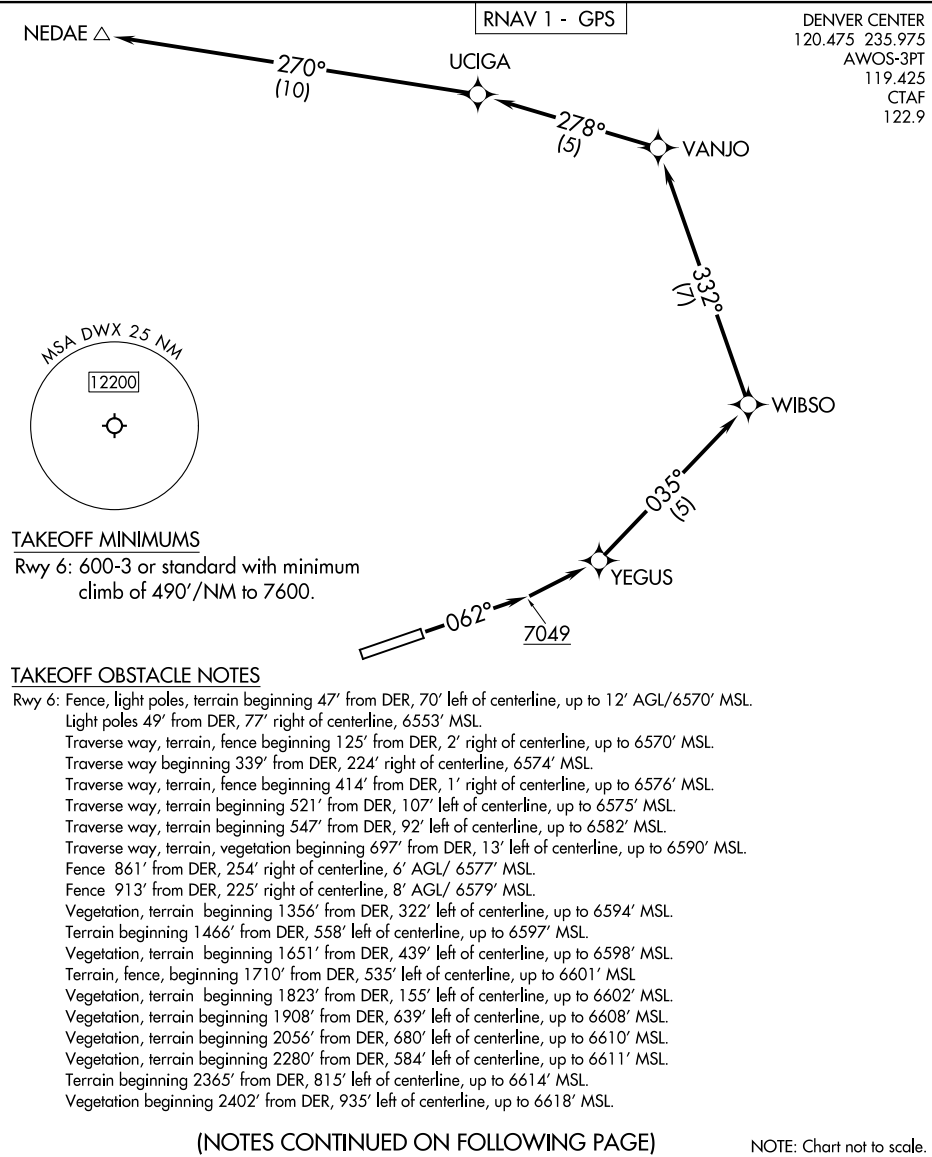 RNAV 1 - GPS
DENVER CENTER
120.475 235.975
AWOS-3PT
119.425
CTAF
122.9
NEDAE
270°
(10)
UCIGA
278°
(5)
VANJO
332°
(7)
MSA DWX 25 NM
12200
WIBSO
035°
(5)
YEGUS
062°
7049
TAKEOFF MINIMUMS
Rwy 6: 600-3 or standard with minimum
climb of 490'/NM to 7600.
TAKEOFF OBSTACLE NOTES
Rwy 6: Fence, light poles, terrain beginning 47' from DER, 70' left of centerline, up to 12' AGL/6570' MSL.
Light poles 49' from DER, 77' right of centerline, 6553' MSL.
Traverse way, terrain, fence beginning 125' from DER, 2' right of centerline, up to 6570' MSL.
Traverse way beginning 339' from DER, 224' right of centerline, 6574' MSL.
Traverse way, terrain, fence beginning 414' from DER, 1' right of centerline, up to 6576' MSL.
Traverse way, terrain beginning 521' from DER, 107' left of centerline, up to 6575' MSL.
Traverse way, terrain beginning 547' from DER, 92' left of centerline, up to 6582' MSL.
Traverse way, terrain, vegetation beginning 697' from DER, 13' left of centerline, up to 6590' MSL.
Fence 861' from DER, 254' right of centerline, 6' AGL/ 6577' MSL.
Fence 913' from DER, 225' right of centerline, 8' AGL/ 6579' MSL.
Vegetation, terrain beginning 1356' from DER, 322' left of centerline, up to 6594' MSL.
Terrain beginning 1466' from DER, 558' left of centerline, up to 6597' MSL.
Vegetation, terrain beginning 1651' from DER, 439' left of centerline, up to 6598' MSL.
Terrain, fence, beginning 1710' from DER, 535' left of centerline, up to 6601' MSL
Vegetation, terrain beginning 1823' from DER, 155' left of centerline, up to 6602' MSL.
Vegetation, terrain beginning 1908' from DER, 639' left of centerline, up to 6608' MSL.
Vegetation, terrain beginning 2056' from DER, 680' left of centerline, up to 6610' MSL.
Vegetation, terrain beginning 2280' from DER, 584' left of centerline, up to 6611' MSL.
Terrain beginning 2365' from DER, 815' left of centerline, up to 6614' MSL.
Vegetation beginning 2402' from DER, 935' left of centerline, up to 6618' MSL.
(NOTES CONTINUED ON FOLLOWING PAGE)
NOTE: Chart not to scale.